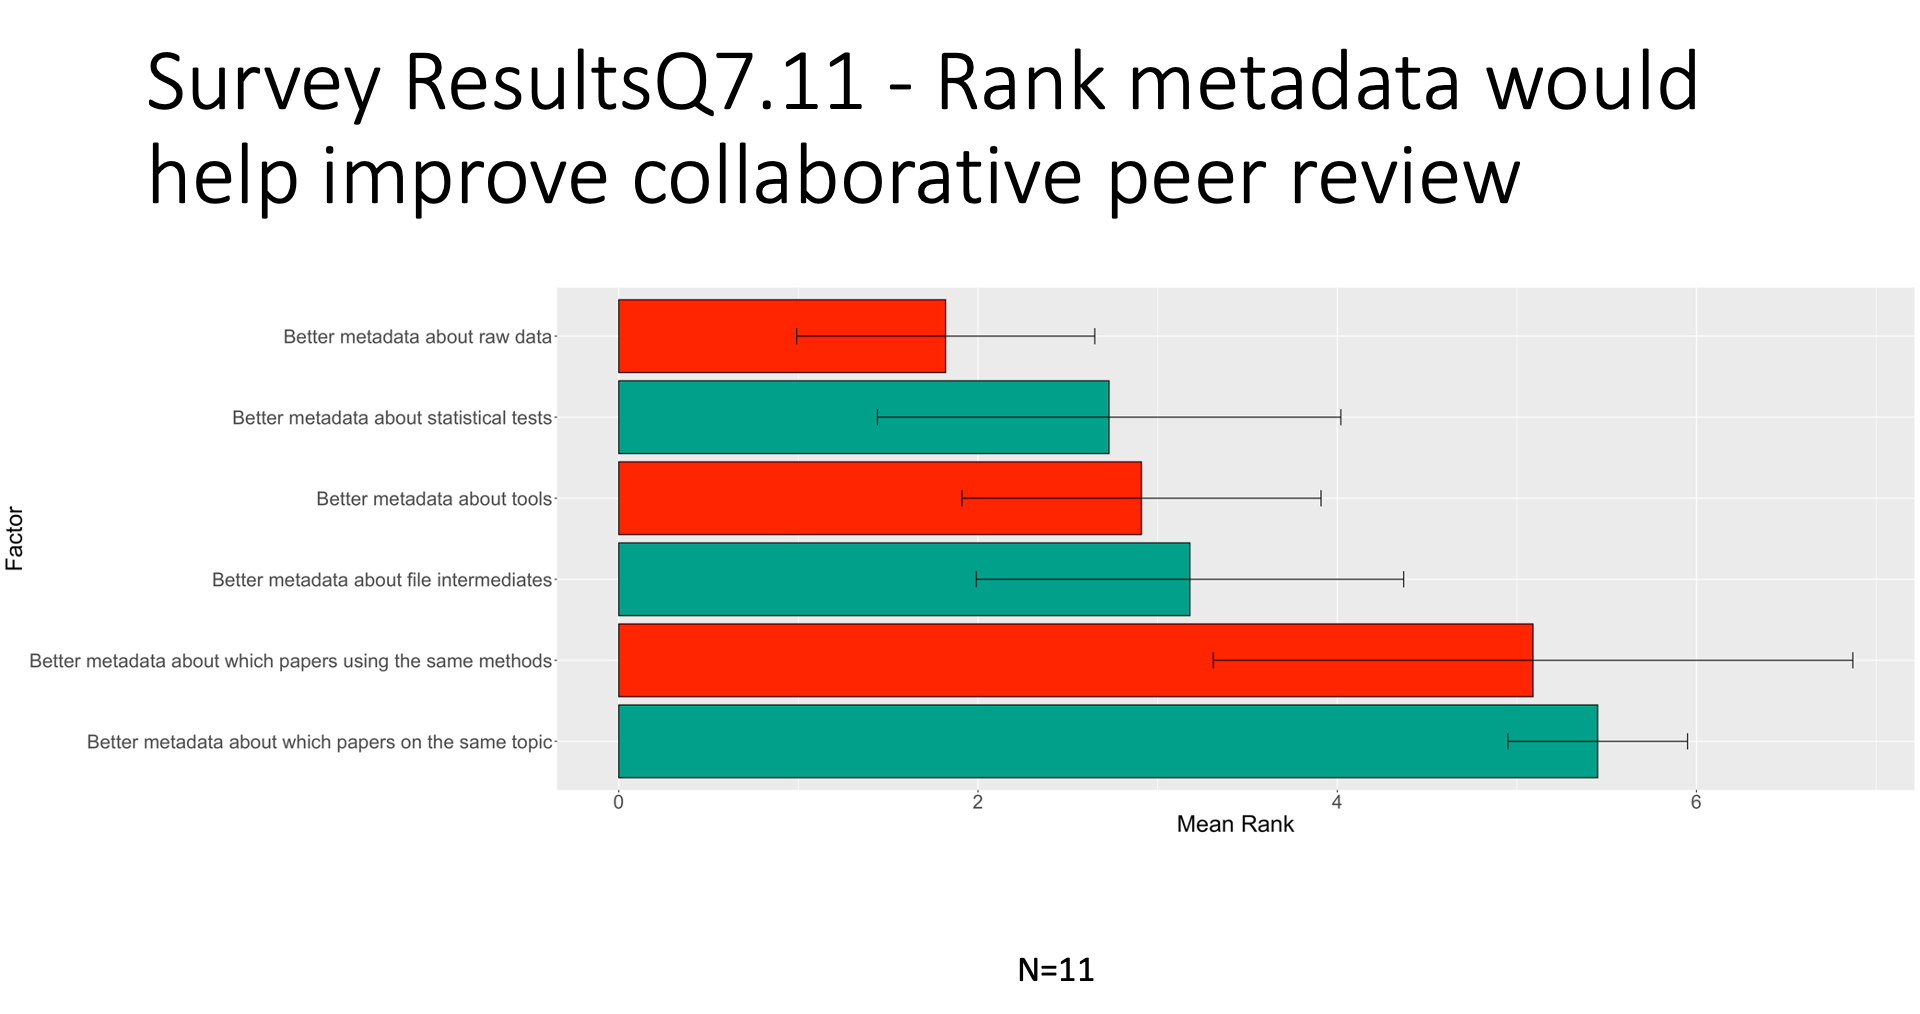 Survey ResultsQ7.11 - Rank metadata would
help improve collaborative peer review
Better metadata about raw data
Better metadata about statistical tests
Better metadata about tools
Better metadata about file intermediates
Better metadata about which papers using the same methods
Better metadata about which papers on the same topic
Factor
0 2 4 6
Mean Rank
N=11